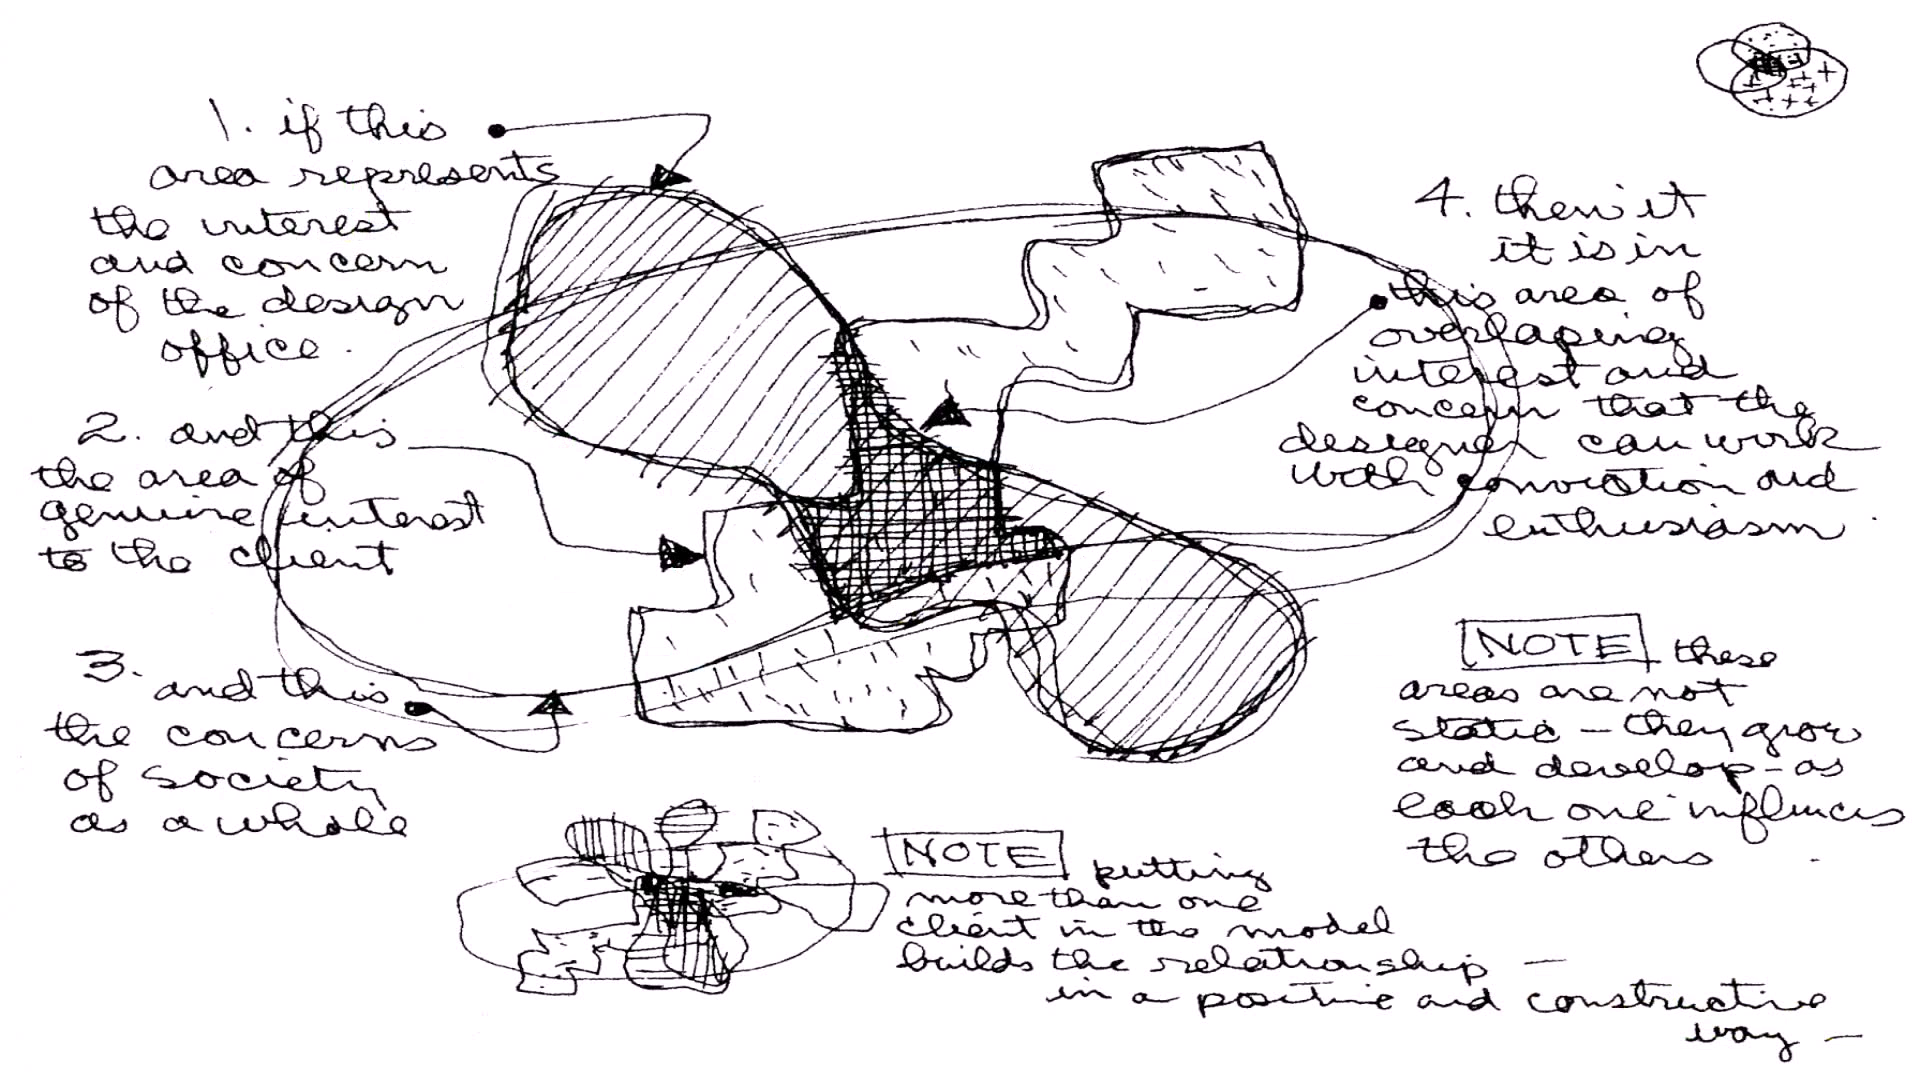 1. if this
area represents
the interest
and concern
of the design
office.
2. and this
the area of
genuine interest
to the client
3. and this
the concerns
of society
as a whole
4. then it
it is in
this area of
overlaping
interest and
concern that the
designer can work
with conviction and
enthusiasm.
NOTE these
areas are not
static – they grow
and develop – as
each one influences
the others.
NOTE putting
more than one
client in the model
builds the relationship —
in a positive and constructive
way —